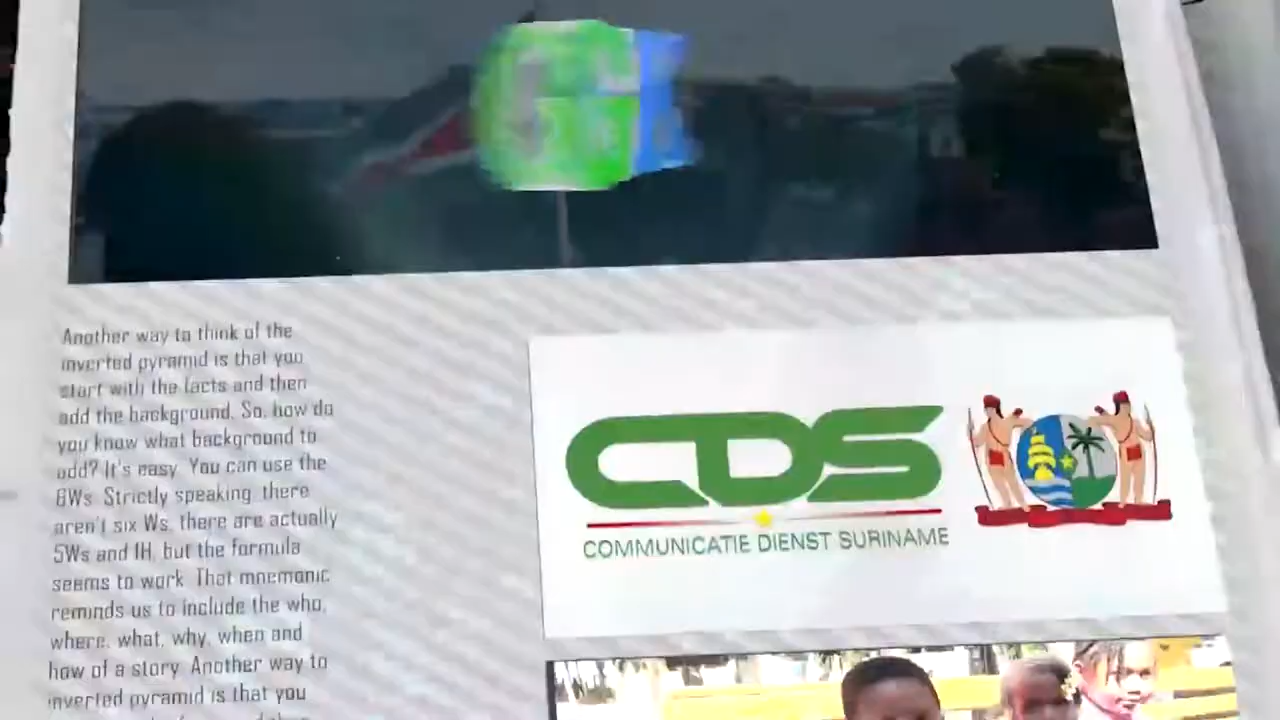 Another way to think of the
inverted pyramid is that you
start with the facts and then
add the background. So, how do
you know what background to
add? It's easy. You can use the
6Ws. Strictly speaking, there
aren't six Ws, there are actually
5Ws and 1H, but the formula
seems to work. That mnemonic
reminds us to include the who,
where, what, why, when and
how of a story. Another way to
inverted pyramid is that you
CDS
COMMUNICATIE DIENST SURINAME